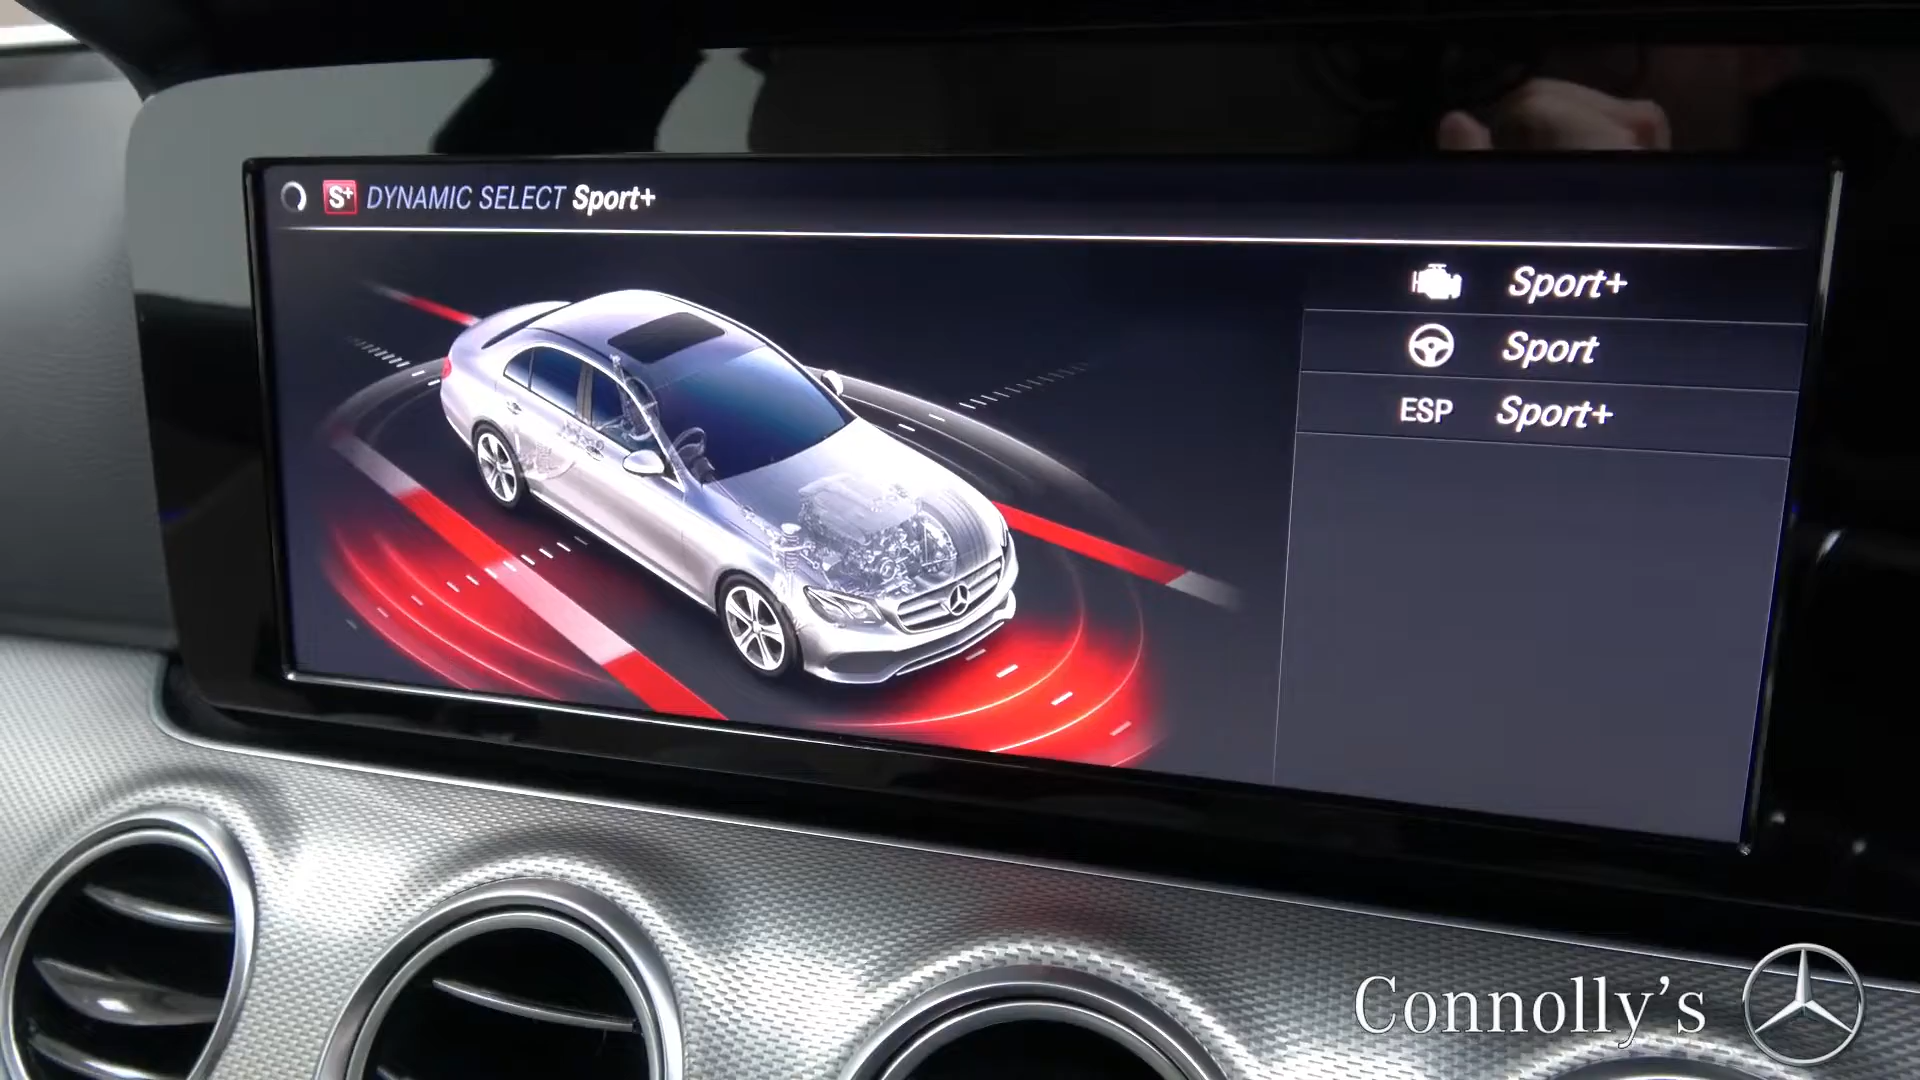 S+ DYNAMIC SELECT Sport+
Sport+
Sport
ESP Sport+
Connolly's